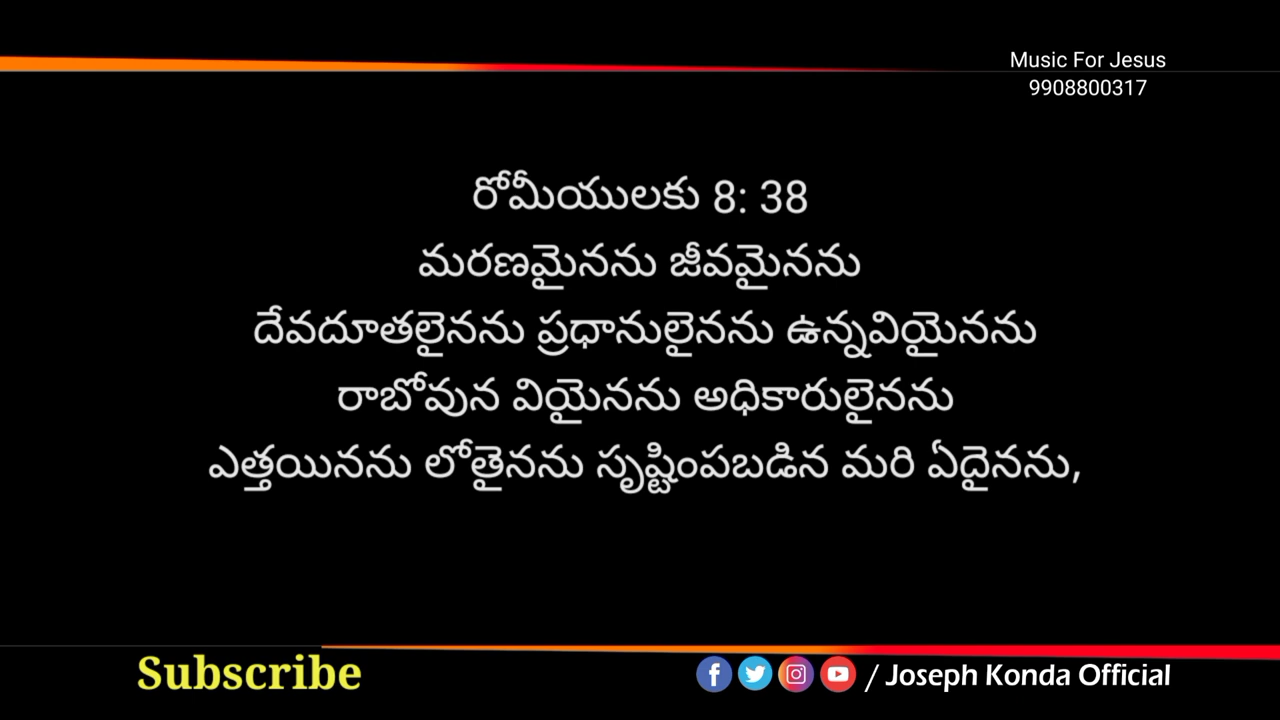 Music For Jesus
9908800317
రోమీయులకు 8: 38
మరణమైనను జీవమైనను
దేవదూతలైనను ప్రధానులైనను ఉన్నవియైనను
రాబోవున వియైనను అధికారులైనను
ఎత్తయినను లోతైనను సృష్టింపబడిన మరి ఏదైనను,
Subscribe
/ Joseph Konda Official